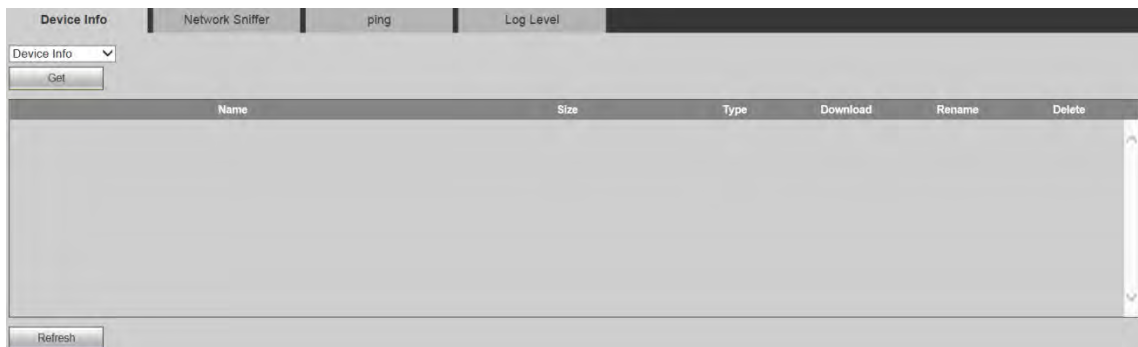 Device Info Network Sniffer ping Log Level
Device Info
Get
Name Size Type Download Rename Delete
Refresh